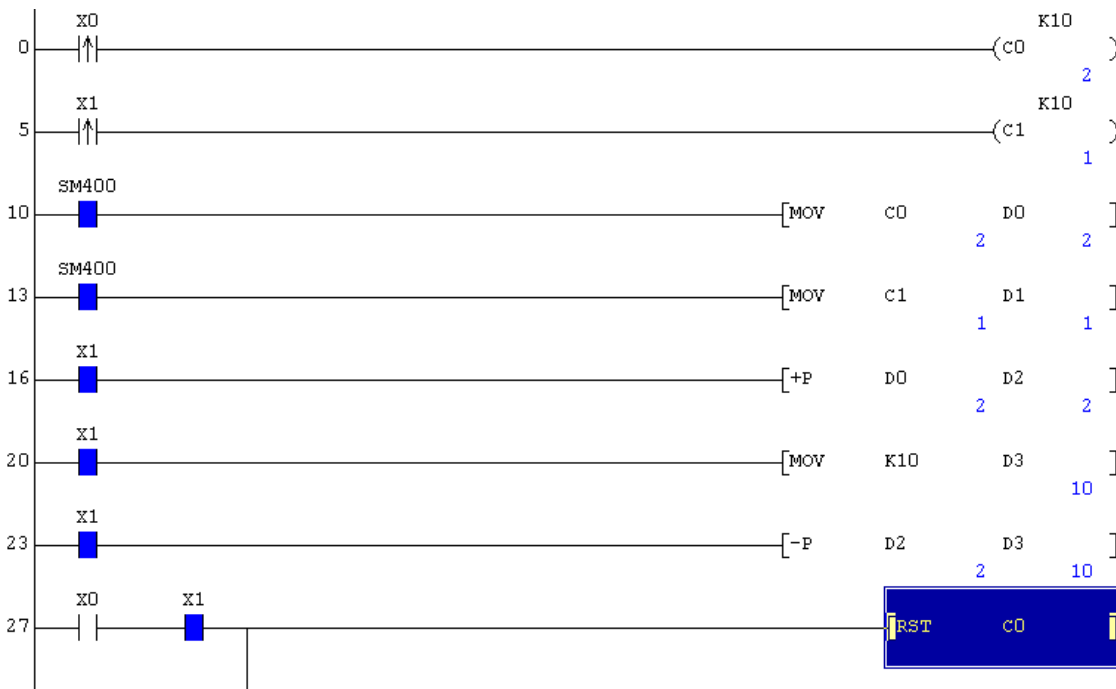 X0 K10
0 C0
2
X1 K10
5 C1
1
SM400
10 MOV C0 D0
2 2
SM400
13 MOV C1 D1
1 1
X1
16 +P D0 D2
2 2
X1
20 MOV K10 D3
10
X1
23 -P D2 D3
2 10
X0 X1
27 RST C0